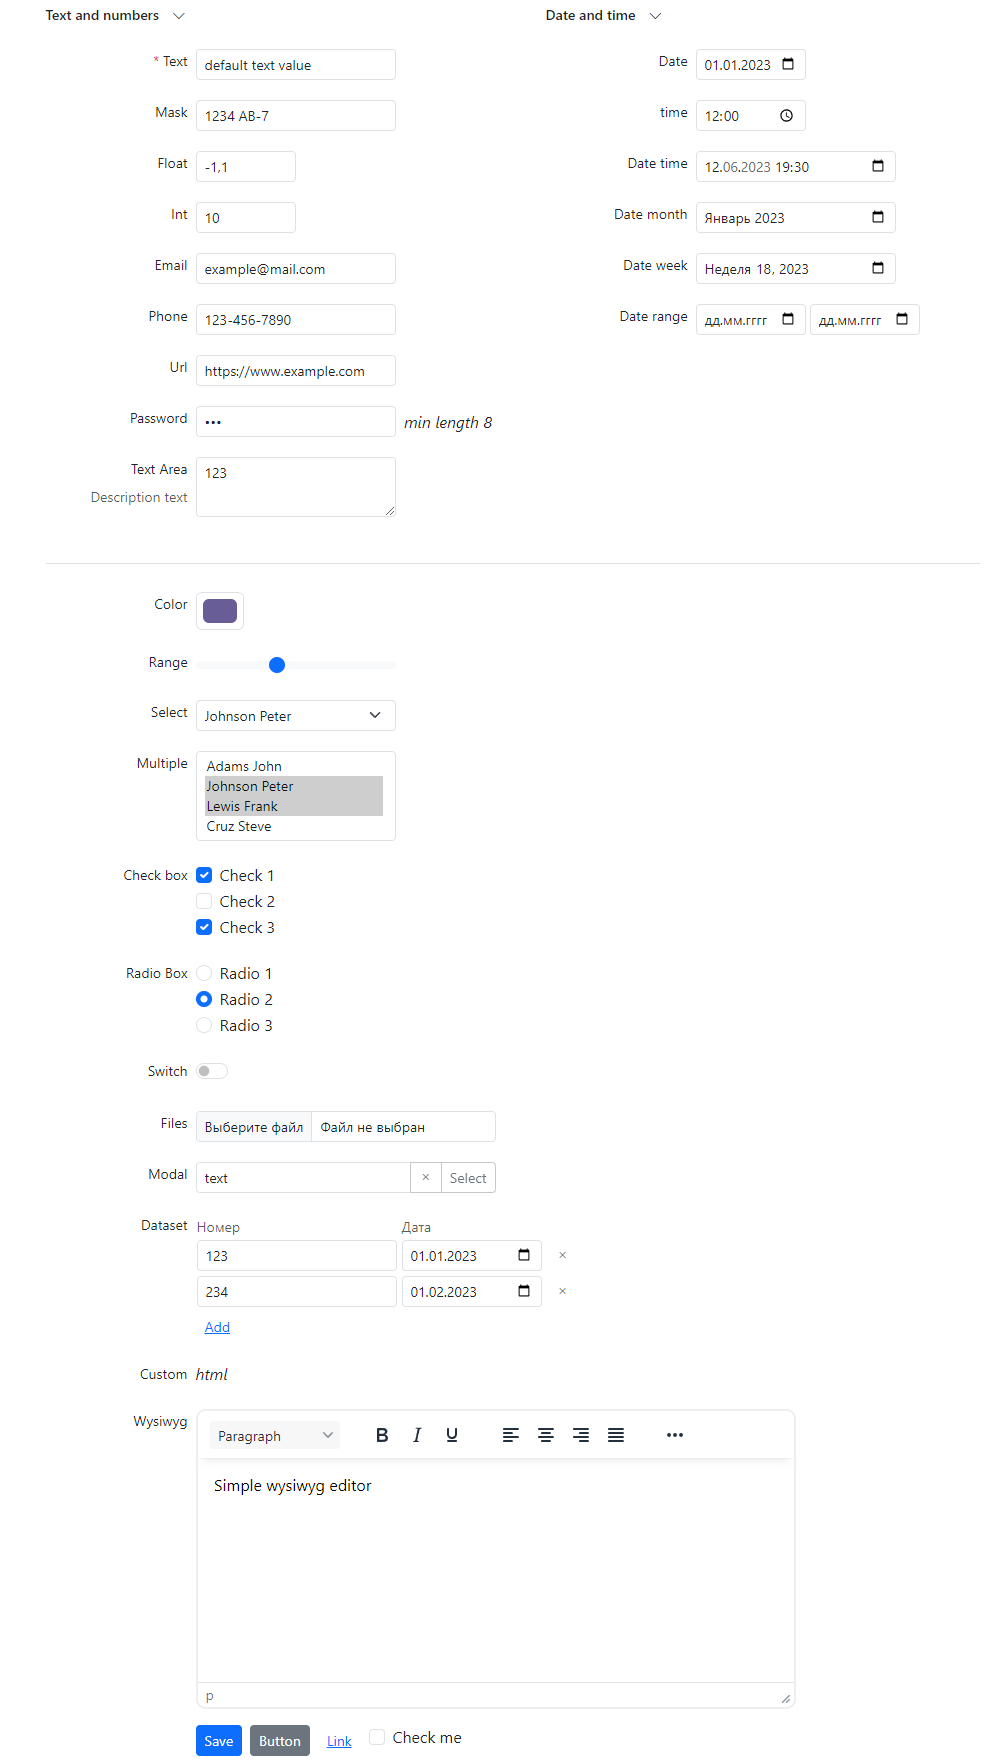 Text and numbers
* Text default text value
Mask 1234 AB-7
Float -1,1
Int 10
Email example@mail.com
Phone 123-456-7890
Url https://www.example.com
Password ••• min length 8
Text Area 123
Description text
Date and time
Date 01.01.2023
time 12:00
Date time 12.06.2023 19:30
Date month Январь 2023
Date week Неделя 18, 2023
Date range дд.мм.гггг дд.мм.гггг
Color
Range
Select Johnson Peter
Multiple Adams John
Johnson Peter
Lewis Frank
Cruz Steve
Check box Check 1
Check 2
Check 3
Radio Box Radio 1
Radio 2
Radio 3
Switch
Files Выберите файл Файл не выбран
Modal text × Select
Dataset Номер Дата
123 01.01.2023 ×
234 01.02.2023 ×
Add
Custom html
Wysiwyg Paragraph B I U
Simple wysiwyg editor
p
Save Button Link Check me